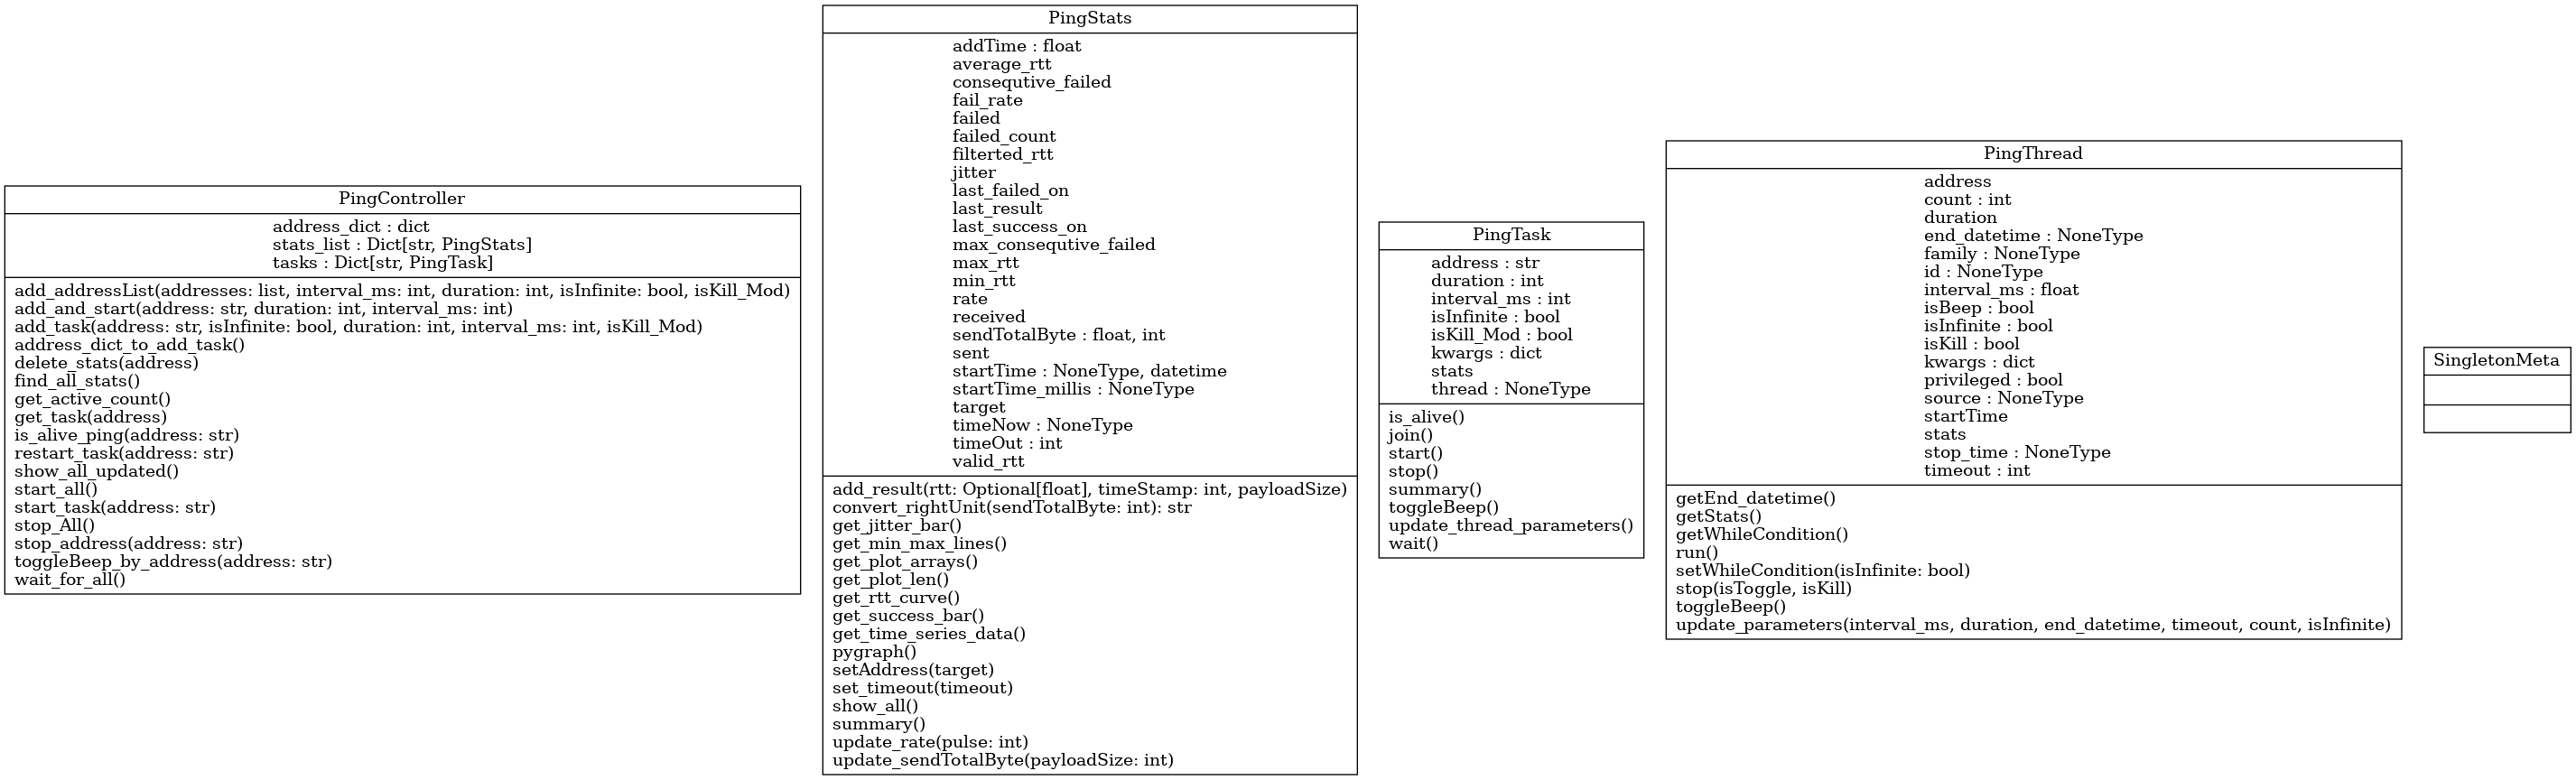 PingController
address_dict : dict
stats_list : Dict[str, PingStats]
tasks : Dict[str, PingTask]
add_addressList(addresses: list, interval_ms: int, duration: int, isInfinite: bool, isKill_Mod)
add_and_start(address: str, duration: int, interval_ms: int)
add_task(address: str, isInfinite: bool, duration: int, interval_ms: int, isKill_Mod)
address_dict_to_add_task()
delete_stats(address)
find_all_stats()
get_active_count()
get_task(address)
is_alive_ping(address: str)
restart_task(address: str)
show_all_updated()
start_all()
start_task(address: str)
stop_All()
stop_address(address: str)
toggleBeep_by_address(address: str)
wait_for_all()
PingStats
addTime : float
average_rtt
consequtive_failed
fail_rate
failed
failed_count
filterted_rtt
jitter
last_failed_on
last_result
last_success_on
max_consequtive_failed
max_rtt
min_rtt
rate
received
sendTotalByte : float, int
sent
startTime : NoneType, datetime
startTime_millis : NoneType
target
timeNow : NoneType
timeOut : int
valid_rtt
add_result(rtt: Optional[float], timeStamp: int, payloadSize)
convert_rightUnit(sendTotalByte: int): str
get_jitter_bar()
get_min_max_lines()
get_plot_arrays()
get_plot_len()
get_rtt_curve()
get_success_bar()
get_time_series_data()
pygraph()
setAddress(target)
set_timeout(timeout)
show_all()
summary()
update_rate(pulse: int)
update_sendTotalByte(payloadSize: int)
PingTask
address : str
duration : int
interval_ms : int
isInfinite : bool
isKill_Mod : bool
kwargs : dict
stats
thread : NoneType
is_alive()
join()
start()
stop()
summary()
toggleBeep()
update_thread_parameters()
wait()
PingThread
address
count : int
duration
end_datetime : NoneType
family : NoneType
id : NoneType
interval_ms : float
isBeep : bool
isInfinite : bool
isKill : bool
kwargs : dict
privileged : bool
source : NoneType
startTime
stats
stop_time : NoneType
timeout : int
getEnd_datetime()
getStats()
getWhileCondition()
run()
setWhileCondition(isInfinite: bool)
stop(isToggle, isKill)
toggleBeep()
update_parameters(interval_ms, duration, end_datetime, timeout, count, isInfinite)
SingletonMeta